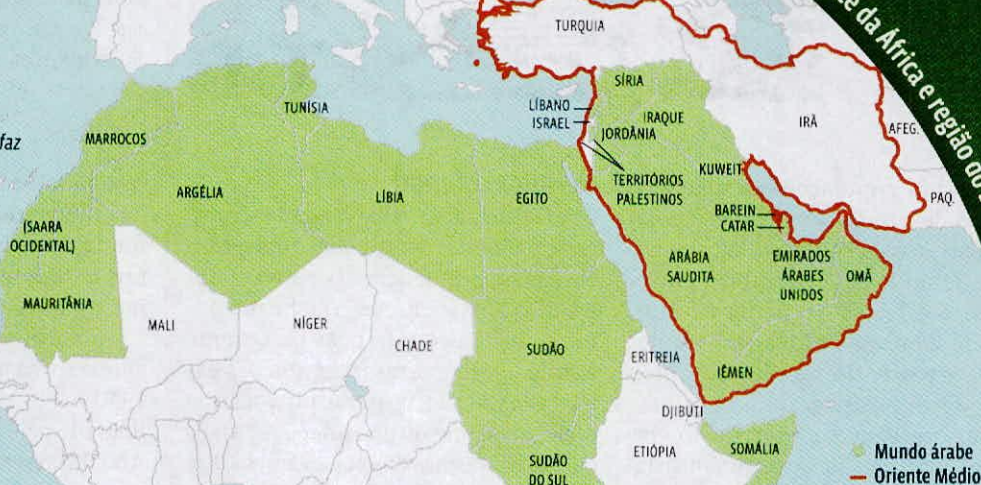 te da África e região do
TURQUIA
SÍRIA
LÍBANO
ISRAEL
IRAQUE
JORDÂNIA
IRÃ
AFEG.
TUNÍSIA
MARROCOS
faz
ARGÉLIA
LÍBIA
EGITO
TERRITÓRIOS
PALESTINOS
KUWEIT
PAQ.
BAREIN
CATAR
(SAARA
OCIDENTAL)
ARÁBIA
SAUDITA
EMIRADOS
ÁRABES
UNIDOS
OMÃ
MAURITÂNIA
MALI
NÍGER
CHADE
SUDÃO
ERITREIA
IÊMEN
DJIBUTI
ETIÓPIA
SOMÁLIA
SUDÃO
DO SUL
Mundo árabe
Oriente Médio